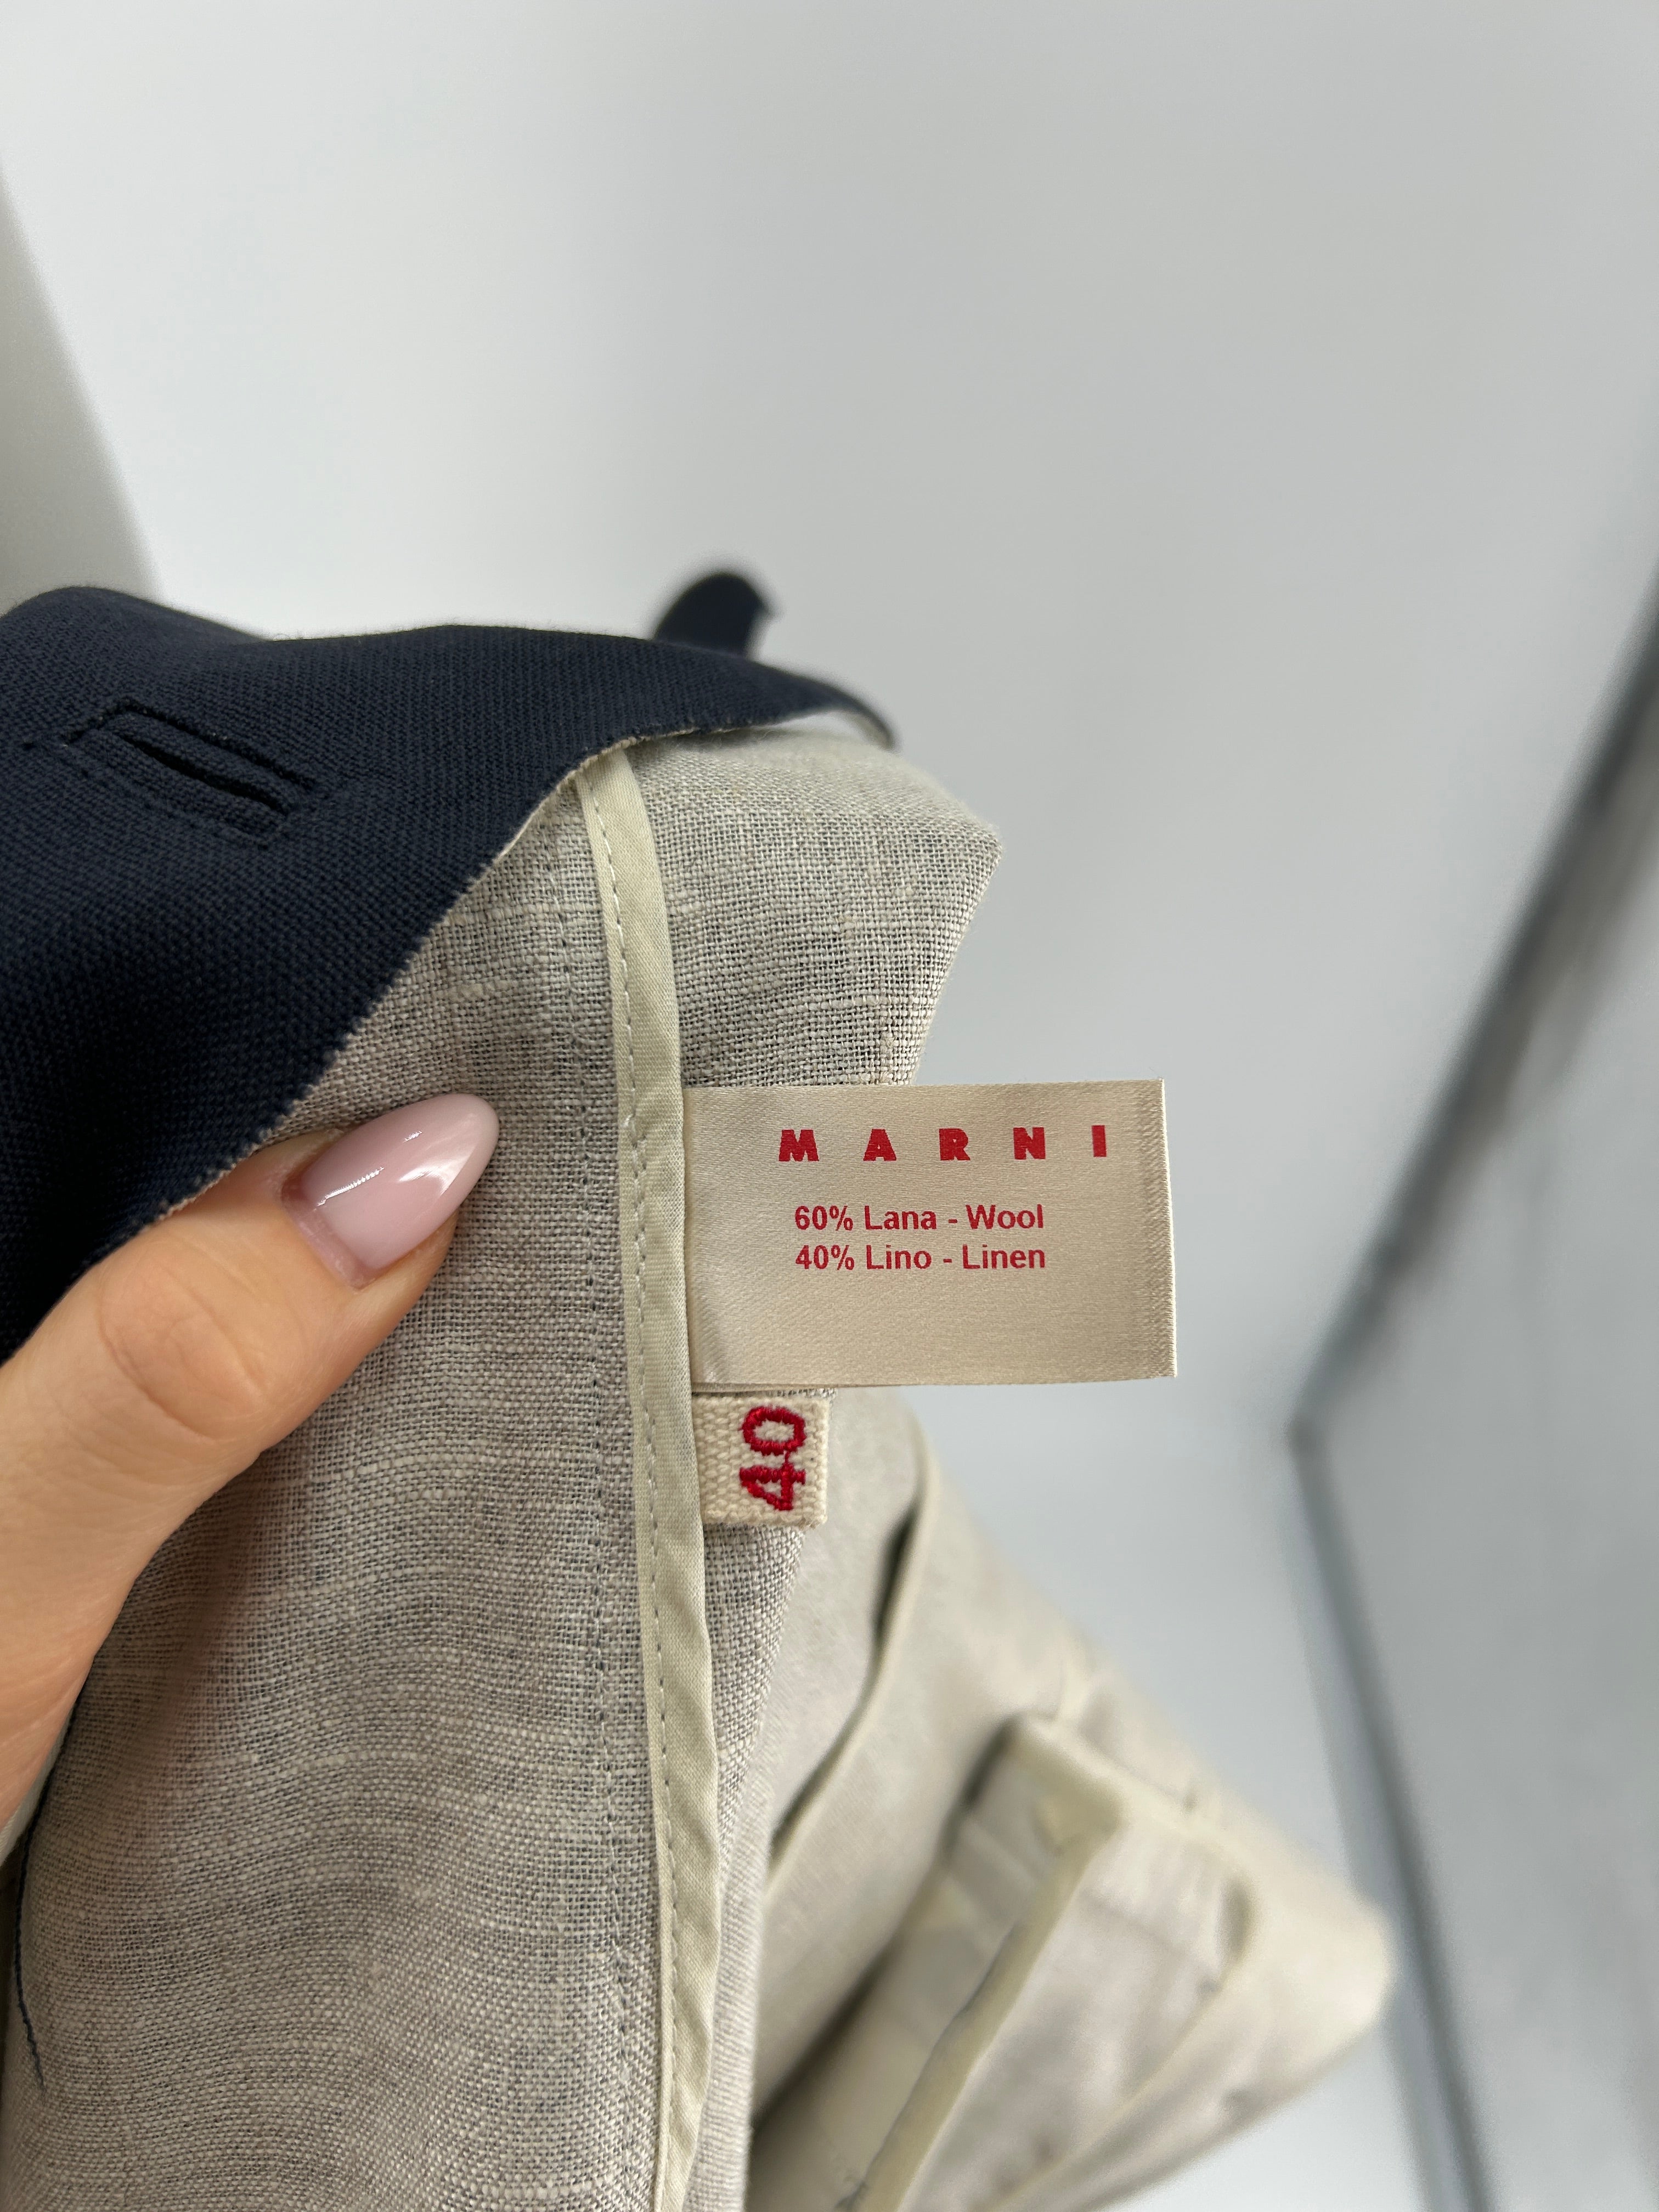 MARNI
60% Lana - Wool
40% Lino - Linen
40